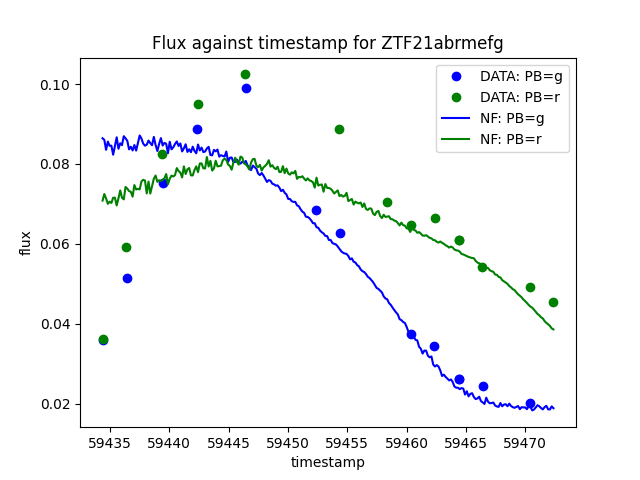 Flux against timestamp for ZTF21abrmefg
DATA: PB=g
DATA: PB=r
NF: PB=g
NF: PB=r
flux
0.10
0.08
0.06
0.04
0.02
59435 59440 59445 59450 59455 59460 59465 59470
timestamp